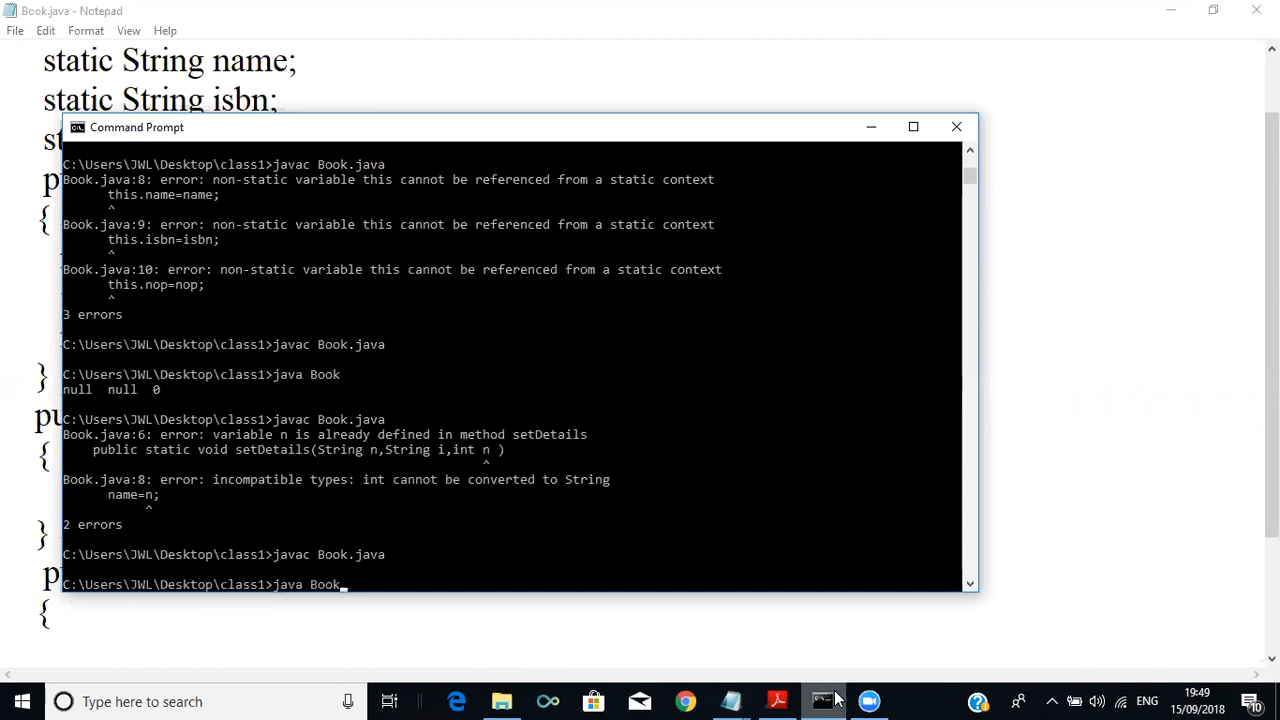 Book.java - Notepad
File Edit Format View Help
static String name;
static String isbn;
Command Prompt
C:\Users\JWL\Desktop\class1>javac Book.java
Book.java:8: error: non-static variable this cannot be referenced from a static context
this.name=name;
^
Book.java:9: error: non-static variable this cannot be referenced from a static context
this.isbn=isbn;
^
Book.java:10: error: non-static variable this cannot be referenced from a static context
this.nop=nop;
^
3 errors
{
C:\Users\JWL\Desktop\class1>javac Book.java
C:\Users\JWL\Desktop\class1>java Book
null null 0
}
C:\Users\JWL\Desktop\class1>javac Book.java
Book.java:6: error: variable n is already defined in method setDetails
public static void setDetails(String n,String i,int n )
^
{
Book.java:8: error: incompatible types: int cannot be converted to String
name=n;
^
2 errors
}
C:\Users\JWL\Desktop\class1>javac Book.java
C:\Users\JWL\Desktop\class1>java Book_
{
Type here to search
ENG
19:49
15/09/2018
10